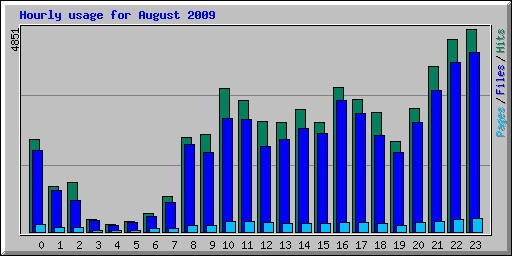 Hourly usage for August 2009
4851
Pages / Files / Hits
0 1 2 3 4 5 6 7 8 9 10 11 12 13 14 15 16 17 18 19 20 21 22 23